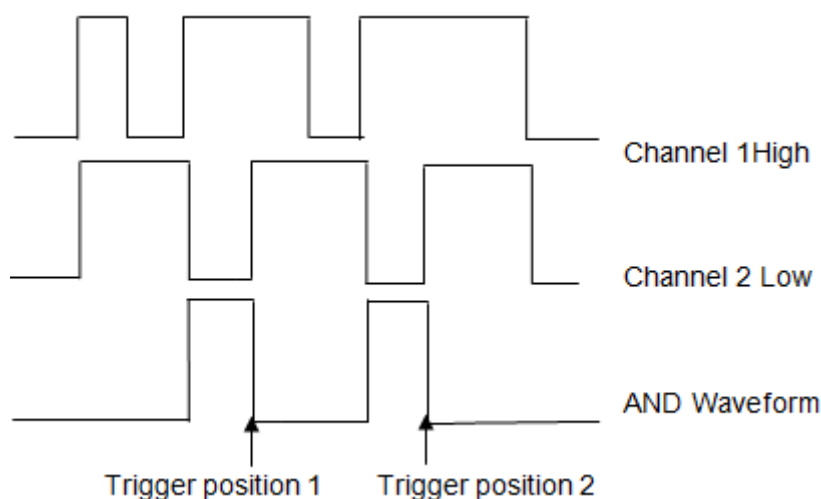 Channel 1High
Channel 2 Low
AND Waveform
Trigger position 1
Trigger position 2